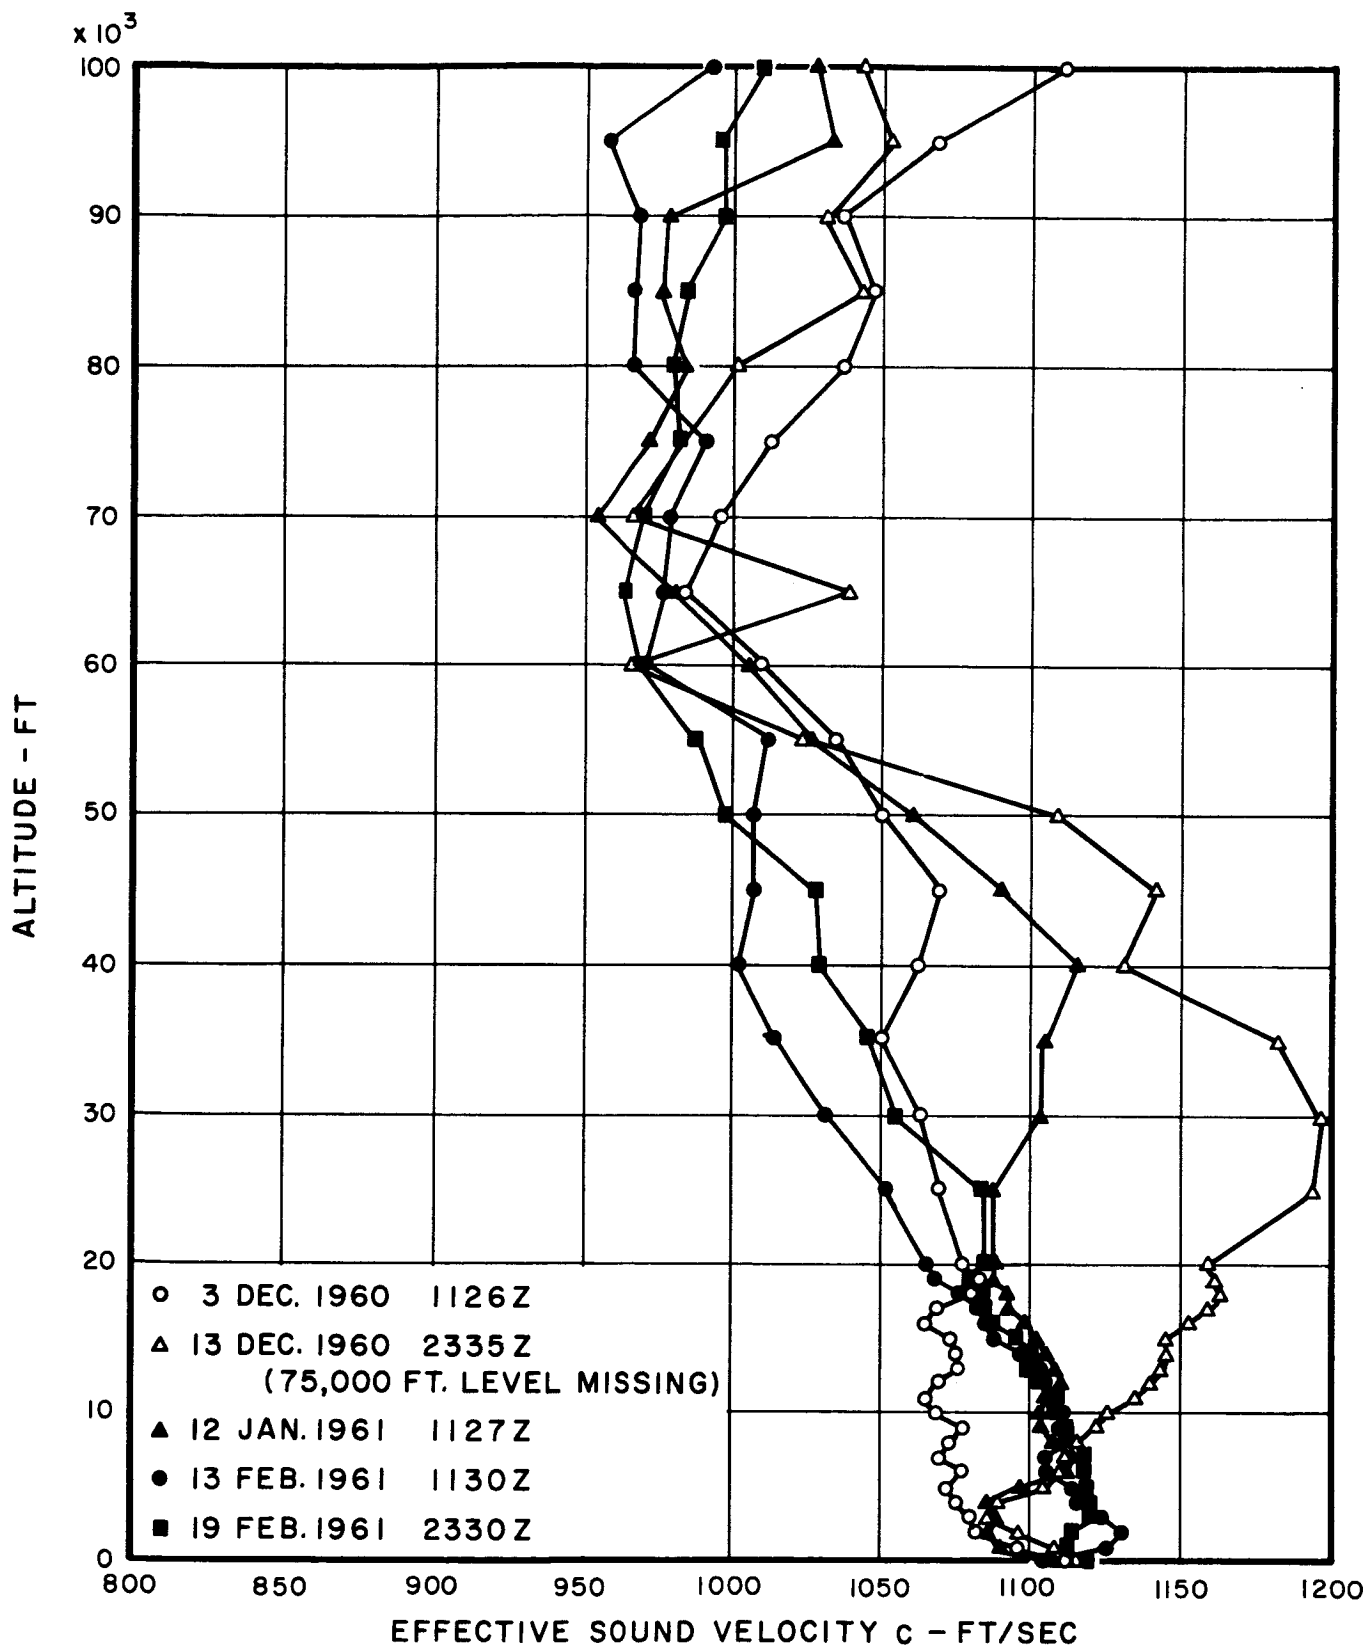 x 10³
100
90
80
70
60
50
40
30
20
10
0
ALTITUDE – FT
3 DEC. 1960 1126Z
13 DEC. 1960 2335Z
(75,000 FT. LEVEL MISSING)
12 JAN. 1961 1127Z
13 FEB. 1961 1130Z
19 FEB. 1961 2330Z
800 850 900 950 1000 1050 1100 1150 1200
EFFECTIVE SOUND VELOCITY c – FT/SEC